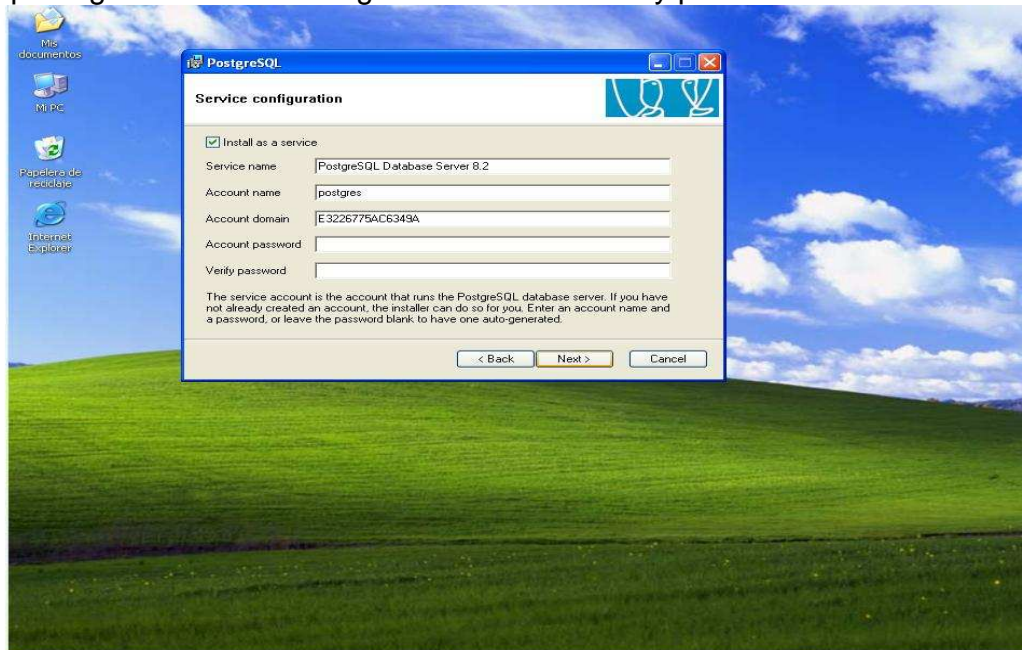 Mis
documentos
Mi PC
Papelera de
reciclaje
Internet
Explorer
PostgreSQL
Service configuration
Install as a service
Service name PostgreSQL Database Server 8.2
Account name postgres
Account domain E3226775AC6349A
Account password
Verify password
The service account is the account that runs the PostgreSQL database server. If you have
not already created an account, the installer can do so for you. Enter an account name and
a password, or leave the password blank to have one auto-generated.
< Back Next > Cancel